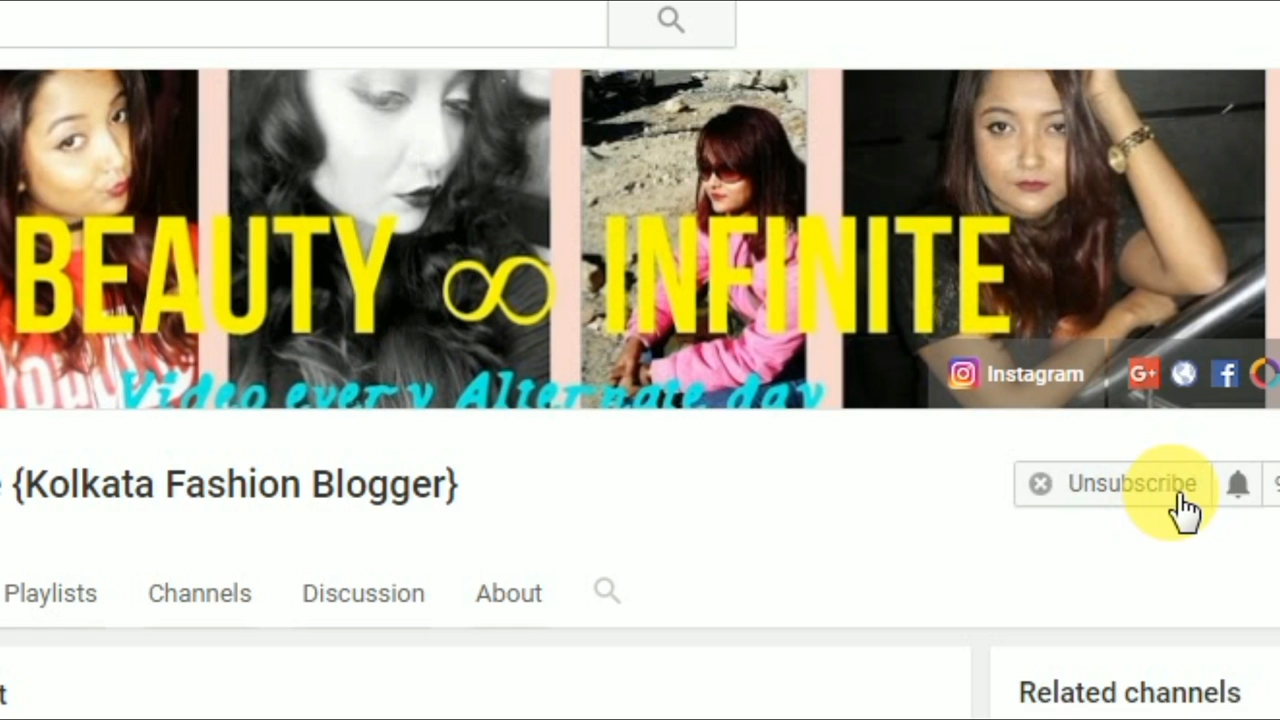 BEAUTY ∞ INFINITE
Video every Alternate day
Instagram
G+
f
{Kolkata Fashion Blogger}
Unsubscribe
Playlists Channels Discussion About
Related channels